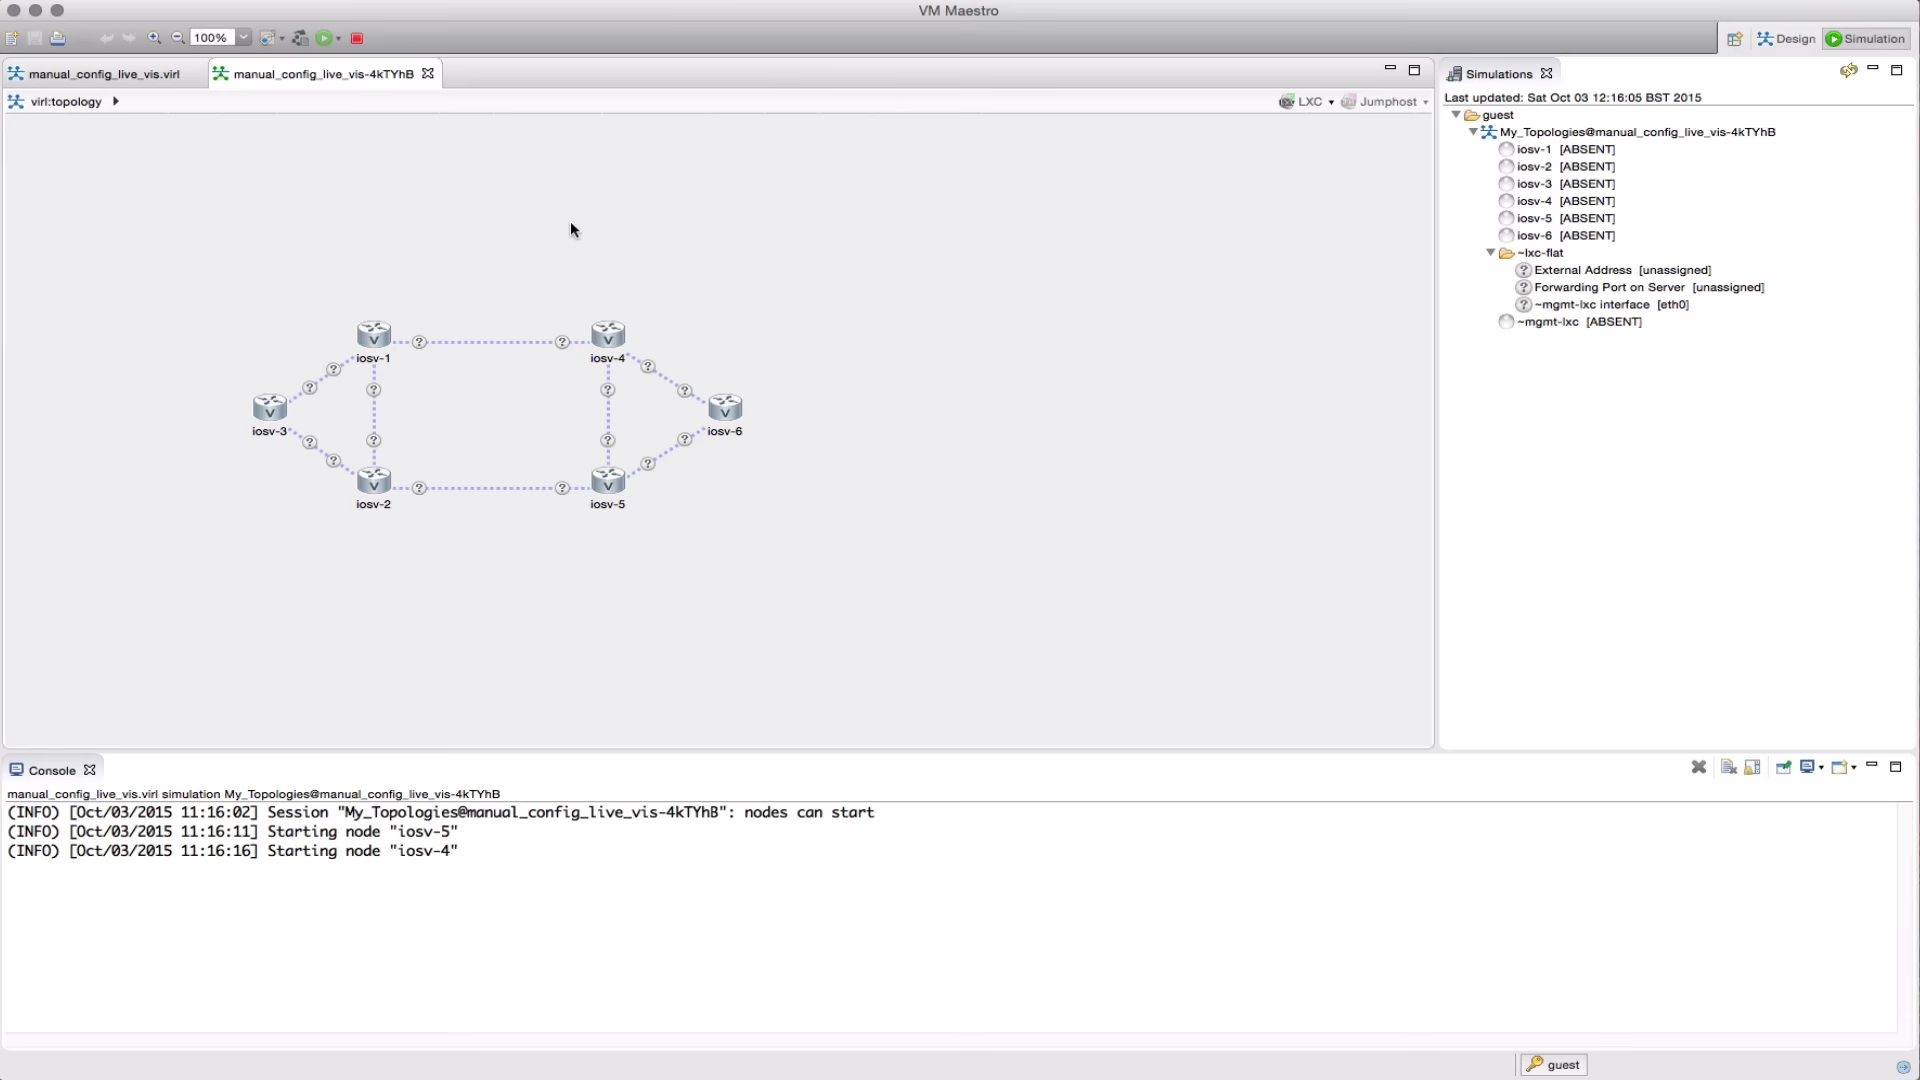 VM Maestro
100%
Design
Simulation
manual_config_live_vis.virl
manual_config_live_vis-4kTYhB
virl:topology
LXC
Jumphost
Simulations
Last updated: Sat Oct 03 12:16:05 BST 2015
guest
My_Topologies@manual_config_live_vis-4kTYhB
iosv-1 [ABSENT]
iosv-2 [ABSENT]
iosv-3 [ABSENT]
iosv-4 [ABSENT]
iosv-5 [ABSENT]
iosv-6 [ABSENT]
~lxc-flat
External Address [unassigned]
Forwarding Port on Server [unassigned]
~mgmt-lxc interface [eth0]
~mgmt-lxc [ABSENT]
iosv-1
iosv-4
iosv-3
iosv-6
iosv-2
iosv-5
Console
manual_config_live_vis.virl simulation My_Topologies@manual_config_live_vis-4kTYhB
(INFO) [Oct/03/2015 11:16:02] Session "My_Topologies@manual_config_live_vis-4kTYhB": nodes can start
(INFO) [Oct/03/2015 11:16:11] Starting node "iosv-5"
(INFO) [Oct/03/2015 11:16:16] Starting node "iosv-4"
guest